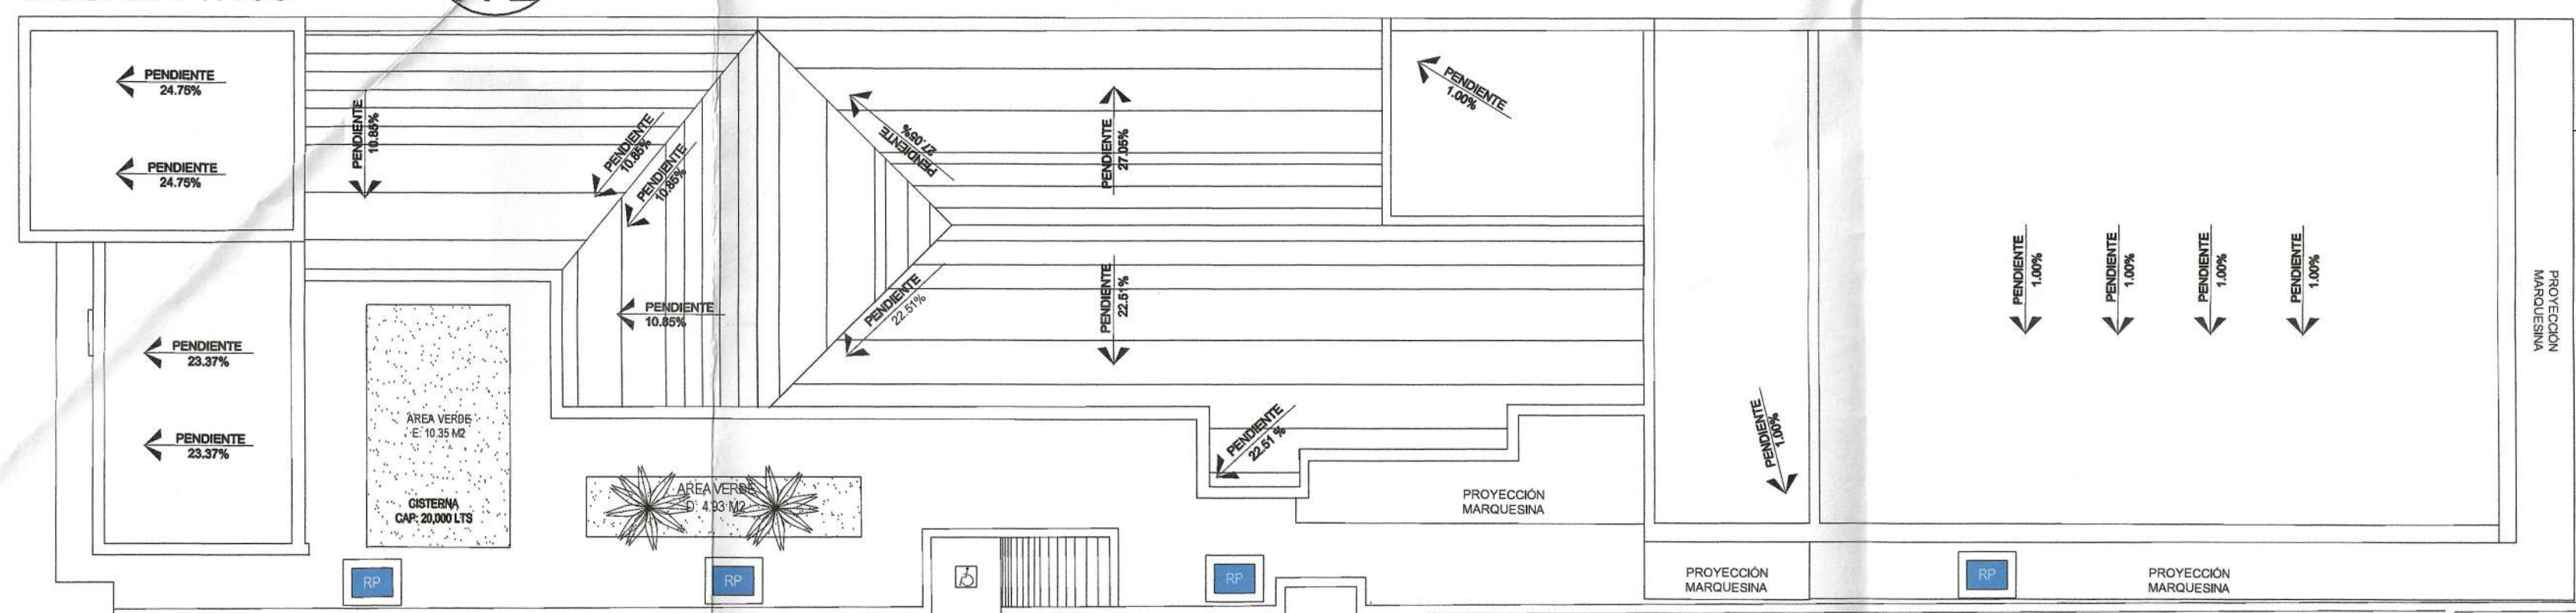 PENDIENTE
24.75%
PENDIENTE
24.75%
PENDIENTE
10.85%
PENDIENTE
10.85%
PENDIENTE
10.85%
PENDIENTE
10.85%
PENDIENTE
27.05%
PENDIENTE
27.05%
PENDIENTE
22.51%
PENDIENTE
22.51%
PENDIENTE
22.51 %
PENDIENTE
1.00%
PENDIENTE
1.00%
PENDIENTE
1.00%
PENDIENTE
1.00%
PENDIENTE
1.00%
PENDIENTE
1.00%
PROYECCIÓN
MARQUESINA
PENDIENTE
23.37%
PENDIENTE
23.37%
AREA VERDE
E: 10.35 M2
CISTERNA
CAP: 20,000 LTS
AREA VERDE
D: 4.93 M2
PROYECCIÓN
MARQUESINA
RP
RP
RP
PROYECCIÓN
MARQUESINA
RP
PROYECCIÓN
MARQUESINA